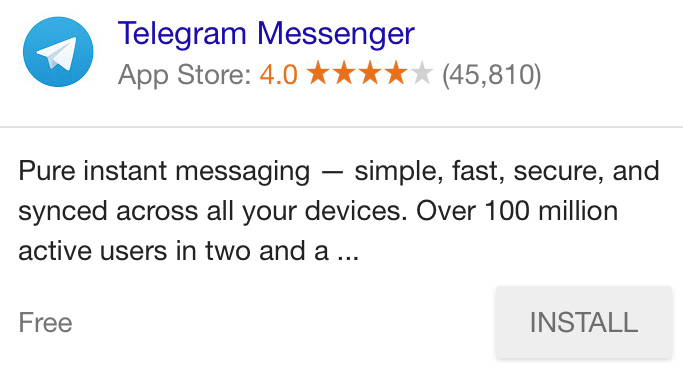 Telegram Messenger
App Store: 4.0 ★★★★★ (45,810)
Pure instant messaging — simple, fast, secure, and
synced across all your devices. Over 100 million
active users in two and a ...
Free
INSTALL